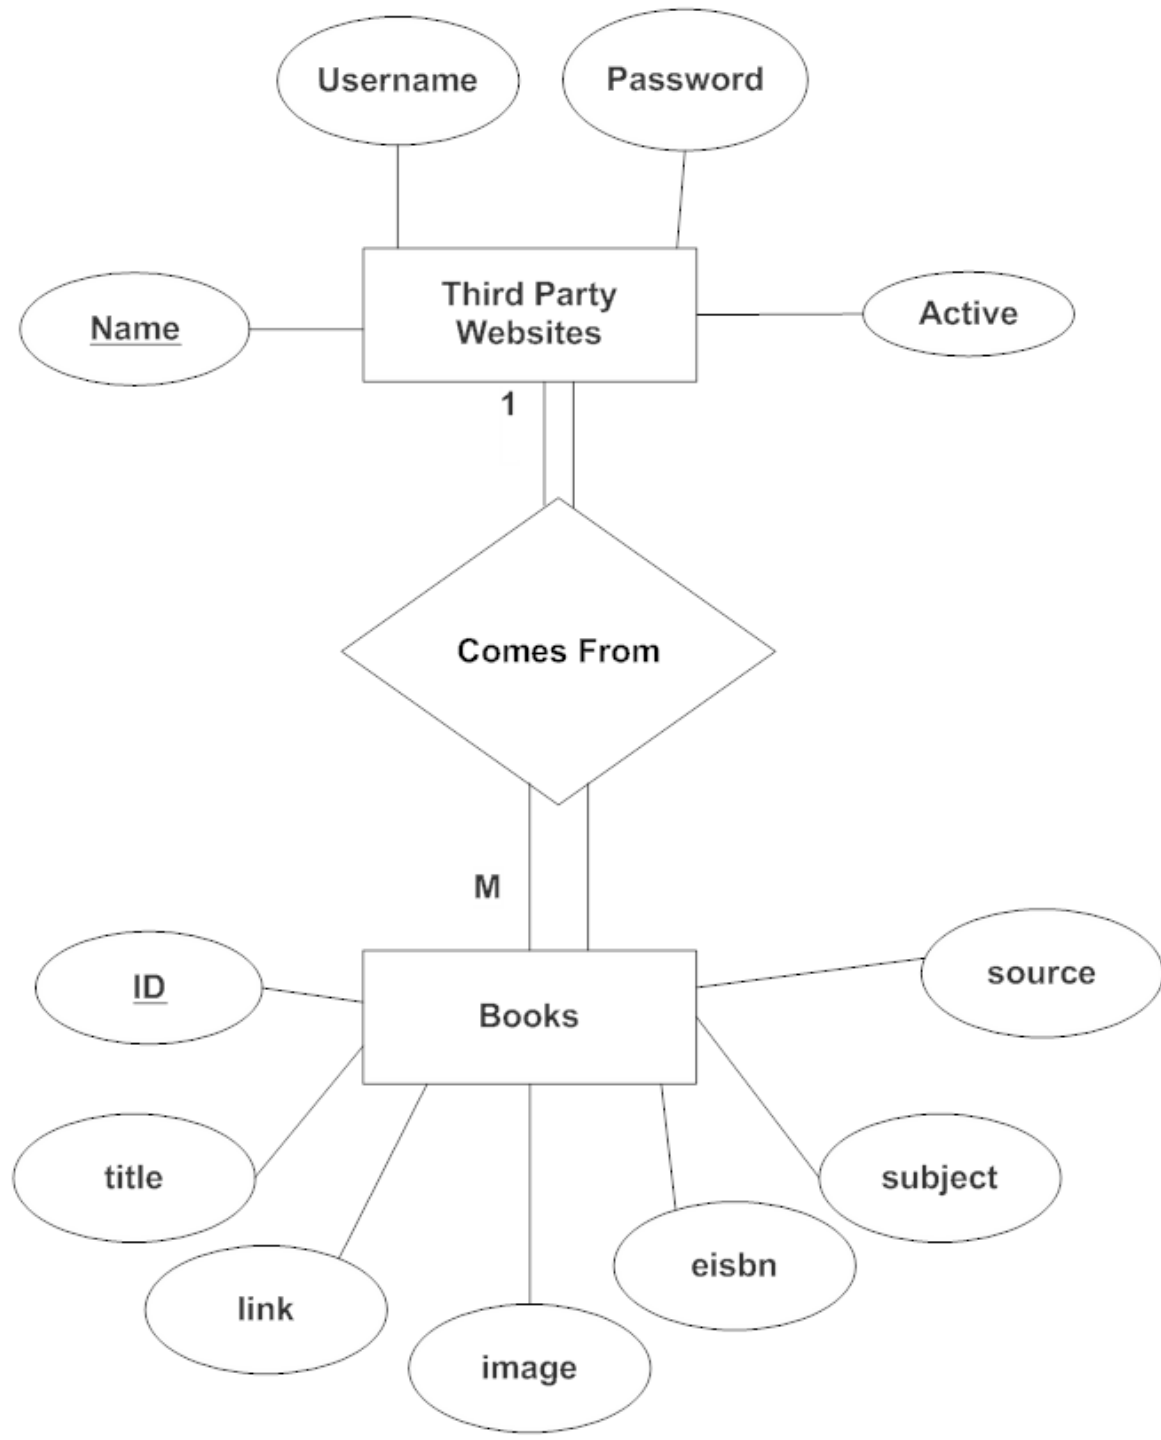 Username
Password
Third Party
Websites
Name
Active
1
Comes From
M
ID
Books
source
title
subject
link
eisbn
image